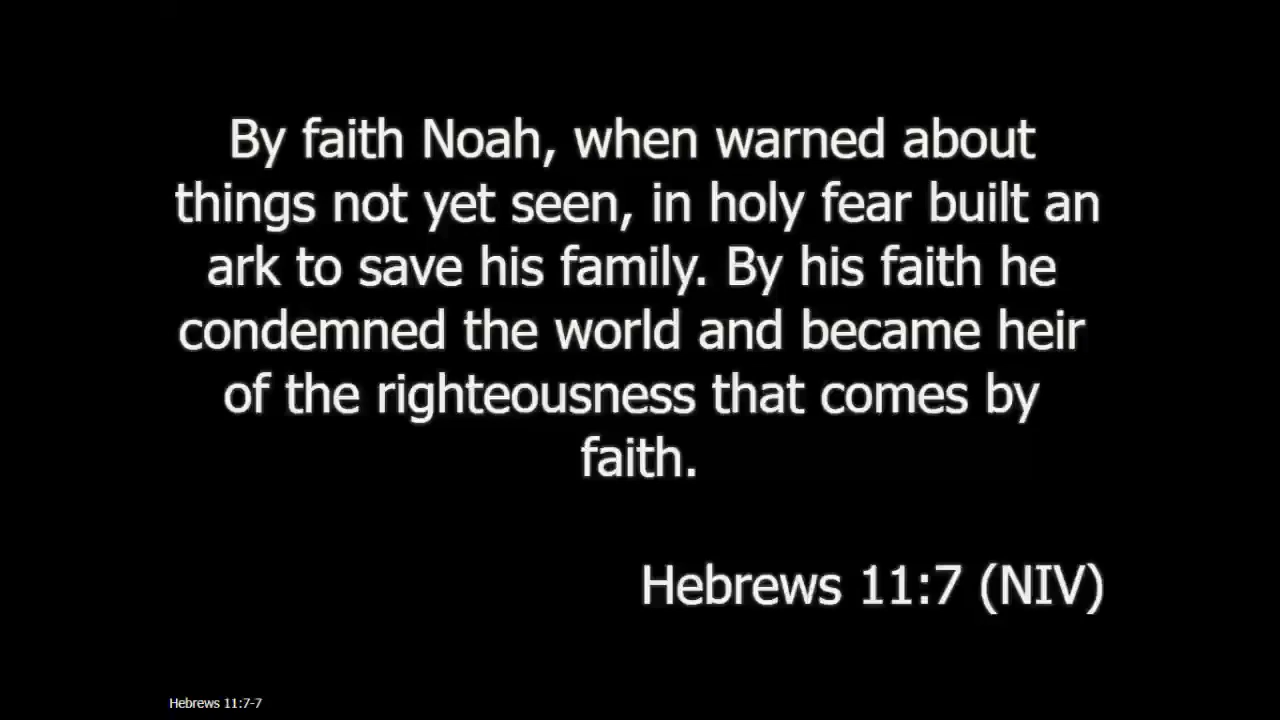 By faith Noah, when warned about
things not yet seen, in holy fear built an
ark to save his family. By his faith he
condemned the world and became heir
of the righteousness that comes by
faith.
Hebrews 11:7 (NIV)
Hebrews 11:7-7